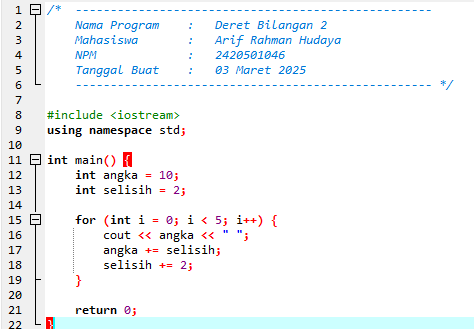 1 /* ---------------------------------------------------
2 Nama Program : Deret Bilangan 2
3 Mahasiswa : Arif Rahman Hudaya
4 NPM : 2420501046
5 Tanggal Buat : 03 Maret 2025
6 --------------------------------------------------- */
7
8 #include <iostream>
9 using namespace std;
10
11 int main() {
12 int angka = 10;
13 int selisih = 2;
14
15 for (int i = 0; i < 5; i++) {
16 cout << angka << " ";
17 angka += selisih;
18 selisih += 2;
19 }
20
21 return 0;
22 }